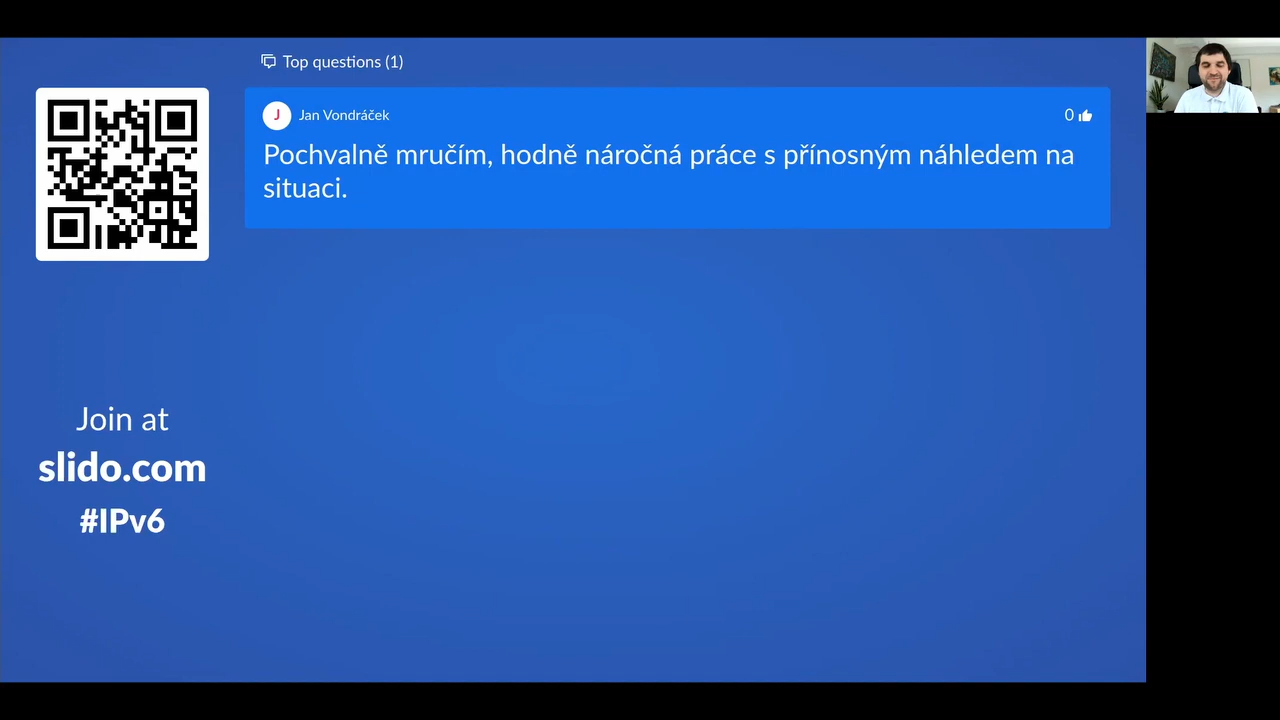 Top questions (1)
J
Jan Vondráček
0
Pochvalně mručím, hodně náročná práce s přínosným náhledem na
situaci.
Join at
slido.com
#IPv6